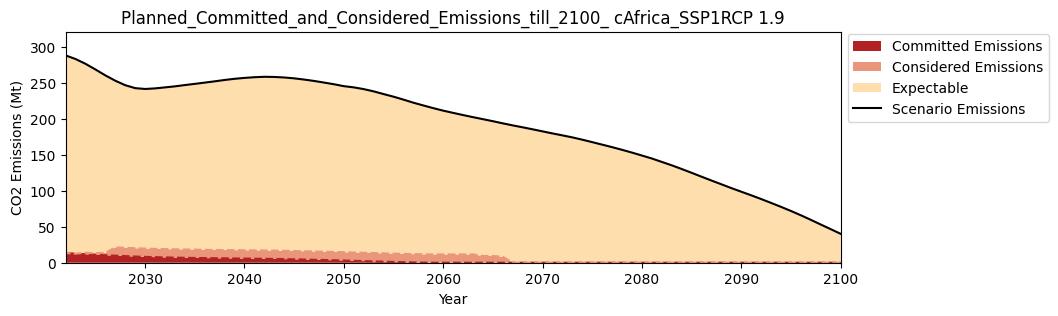 Planned_Committed_and_Considered_Emissions_till_2100_ cAfrica_SSP1RCP 1.9
300
250
200
150
100
50
0
CO2 Emissions (Mt)
2030 2040 2050 2060 2070 2080 2090 2100
Year
Committed Emissions
Considered Emissions
Expectable
Scenario Emissions